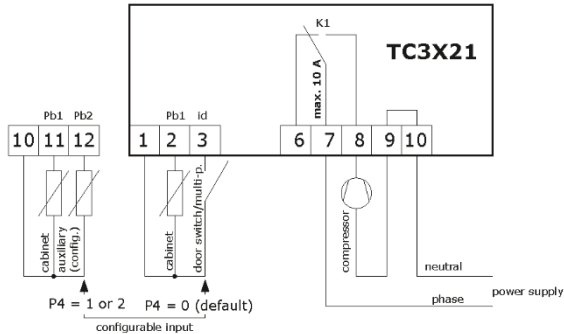 K1
TC3X21
max. 10 A
Pb1 Pb2
Pb1 id
10 11 12
1 2 3
6 7 8 9 10
cabinet
auxiliary
(config.)
cabinet
door switch/multi-p.
compressor
neutral
power supply
phase
P4 = 1 or 2
P4 = 0 (default)
configurable input